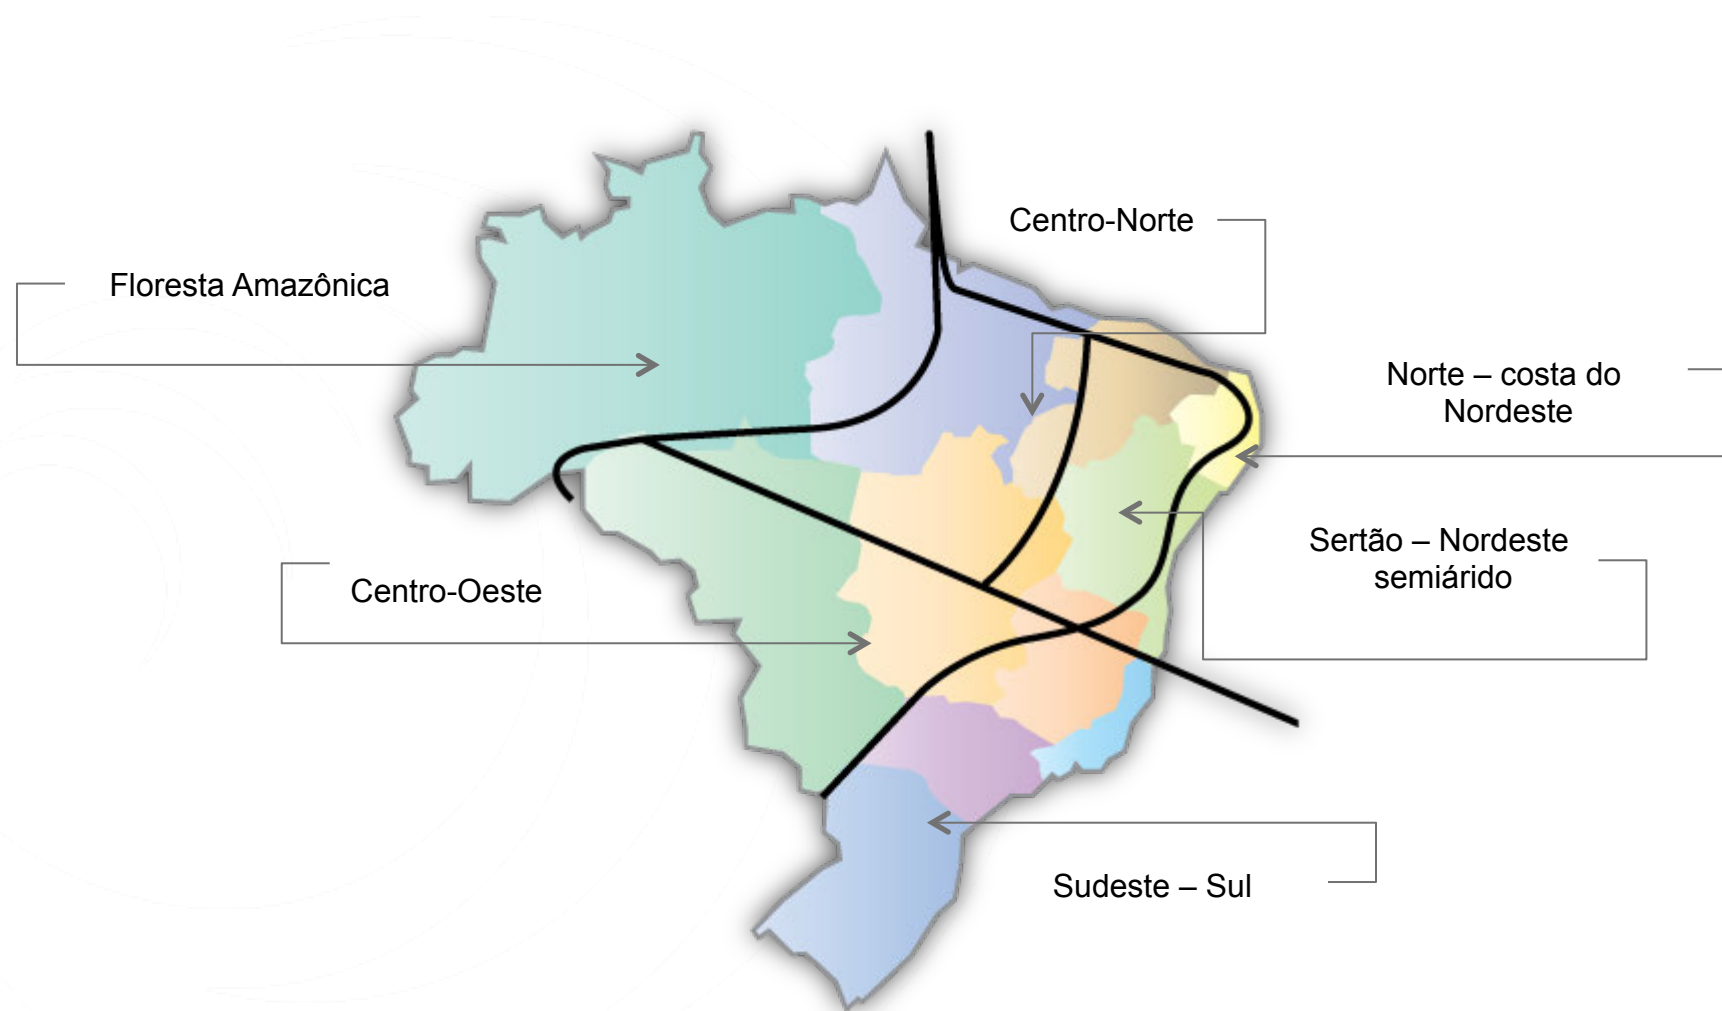 Centro-Norte
Floresta Amazônica
Norte – costa do
Nordeste
Sertão – Nordeste
semiárido
Centro-Oeste
Sudeste – Sul